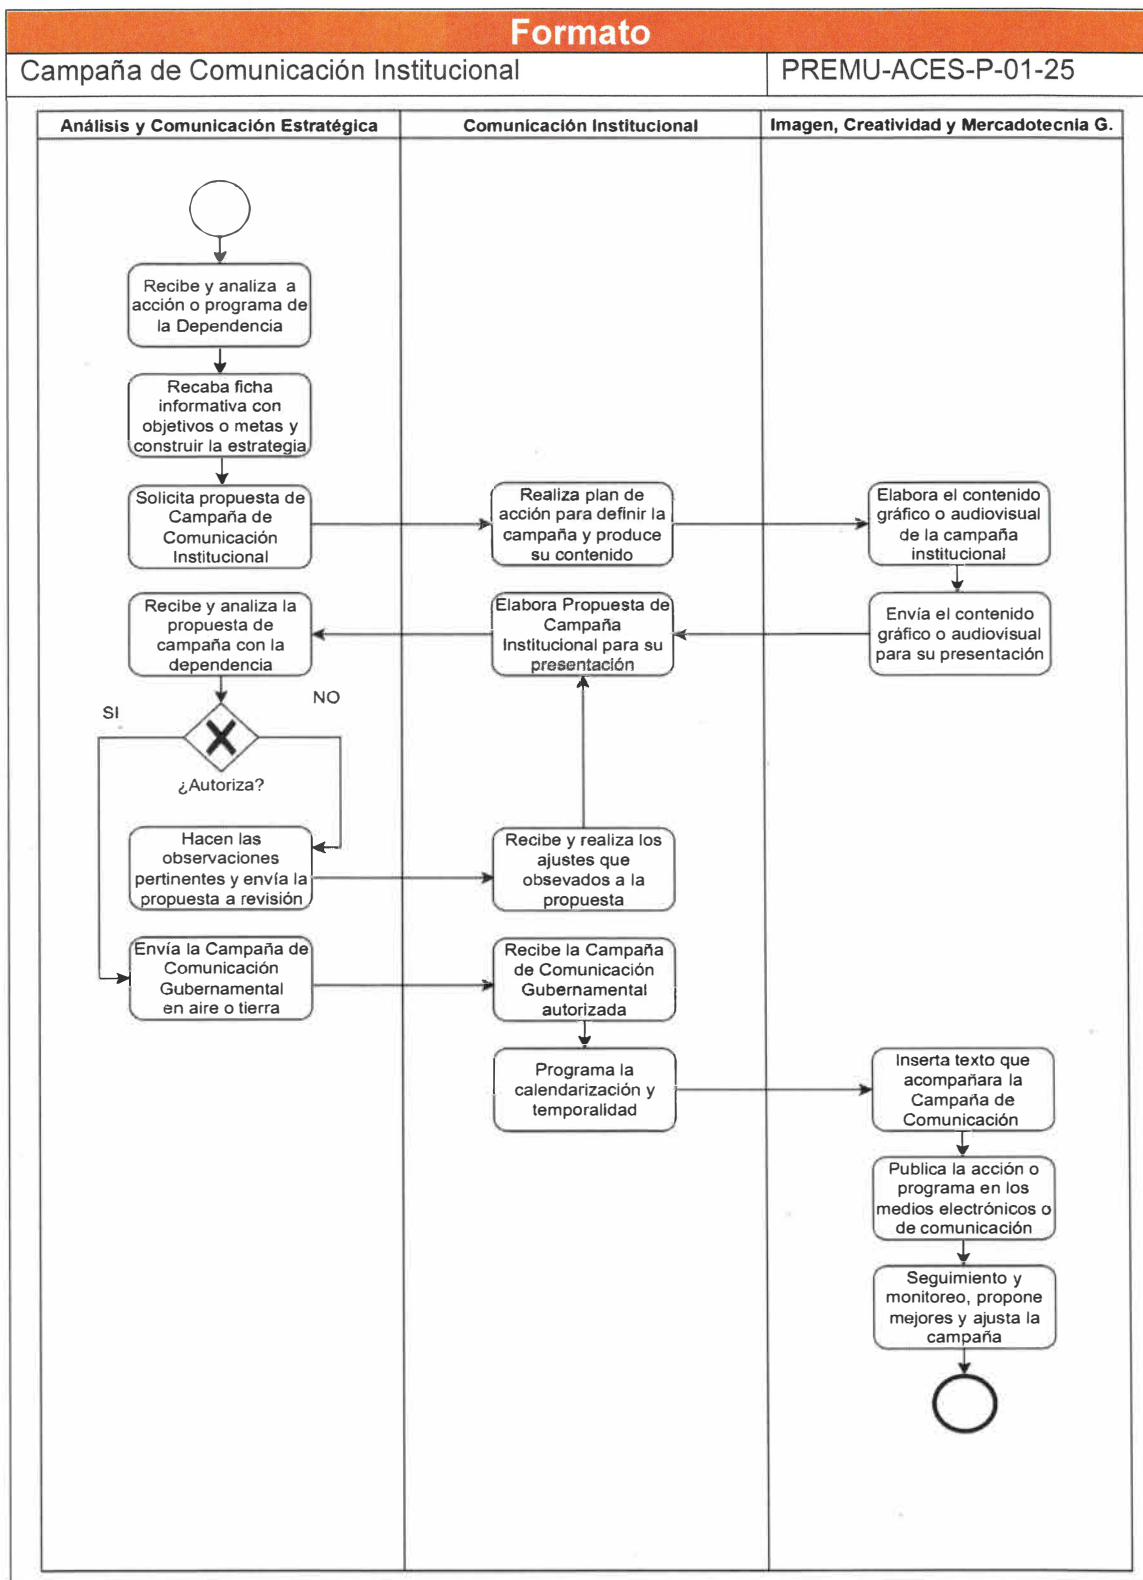 Formato
Campaña de Comunicación Institucional
PREMU-ACES-P-01-25
Análisis y Comunicación Estratégica
Comunicación Institucional
Imagen, Creatividad y Mercadotecnia G.
Recibe y analiza a
acción o programa de
la Dependencia
Recaba ficha
informativa con
objetivos o metas y
construir la estrategia
Solicita propuesta de
Campaña de
Comunicación
Institucional
Realiza plan de
acción para definir la
campaña y produce
su contenido
Elabora el contenido
gráfico o audiovisual
de la campaña
institucional
Envía el contenido
gráfico o audiovisual
para su presentación
Elabora Propuesta de
Campaña
Institucional para su
presentación
Recibe y analiza la
propuesta de
campaña con la
dependencia
SI
NO
¿Autoriza?
Hacen las
observaciones
pertinentes y envía la
propuesta a revisión
Recibe y realiza los
ajustes que
obsevados a la
propuesta
Envía la Campaña de
Comunicación
Gubernamental
en aire o tierra
Recibe la Campaña
de Comunicación
Gubernamental
autorizada
Programa la
calendarización y
temporalidad
Inserta texto que
acompañara la
Campaña de
Comunicación
Publica la acción o
programa en los
medios electrónicos o
de comunicación
Seguimiento y
monitoreo, propone
mejores y ajusta la
campaña